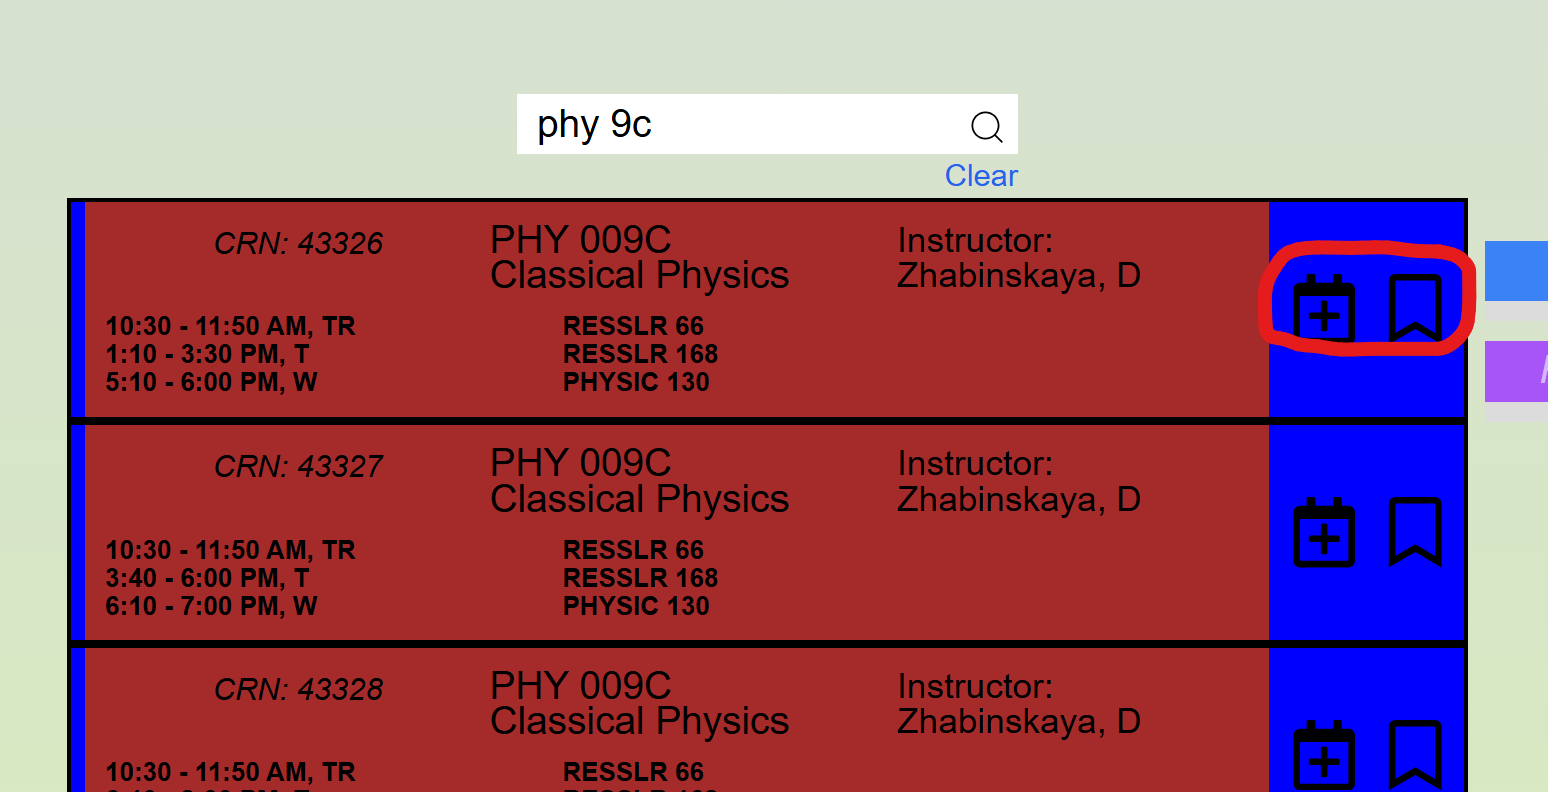 phy 9c
Clear
CRN: 43326
PHY 009C
Classical Physics
Instructor:
Zhabinskaya, D
10:30 - 11:50 AM, TR RESSLR 66
1:10 - 3:30 PM, T RESSLR 168
5:10 - 6:00 PM, W PHYSIC 130
CRN: 43327
PHY 009C
Classical Physics
Instructor:
Zhabinskaya, D
10:30 - 11:50 AM, TR RESSLR 66
3:40 - 6:00 PM, T RESSLR 168
6:10 - 7:00 PM, W PHYSIC 130
CRN: 43328
PHY 009C
Classical Physics
Instructor:
Zhabinskaya, D
10:30 - 11:50 AM, TR RESSLR 66